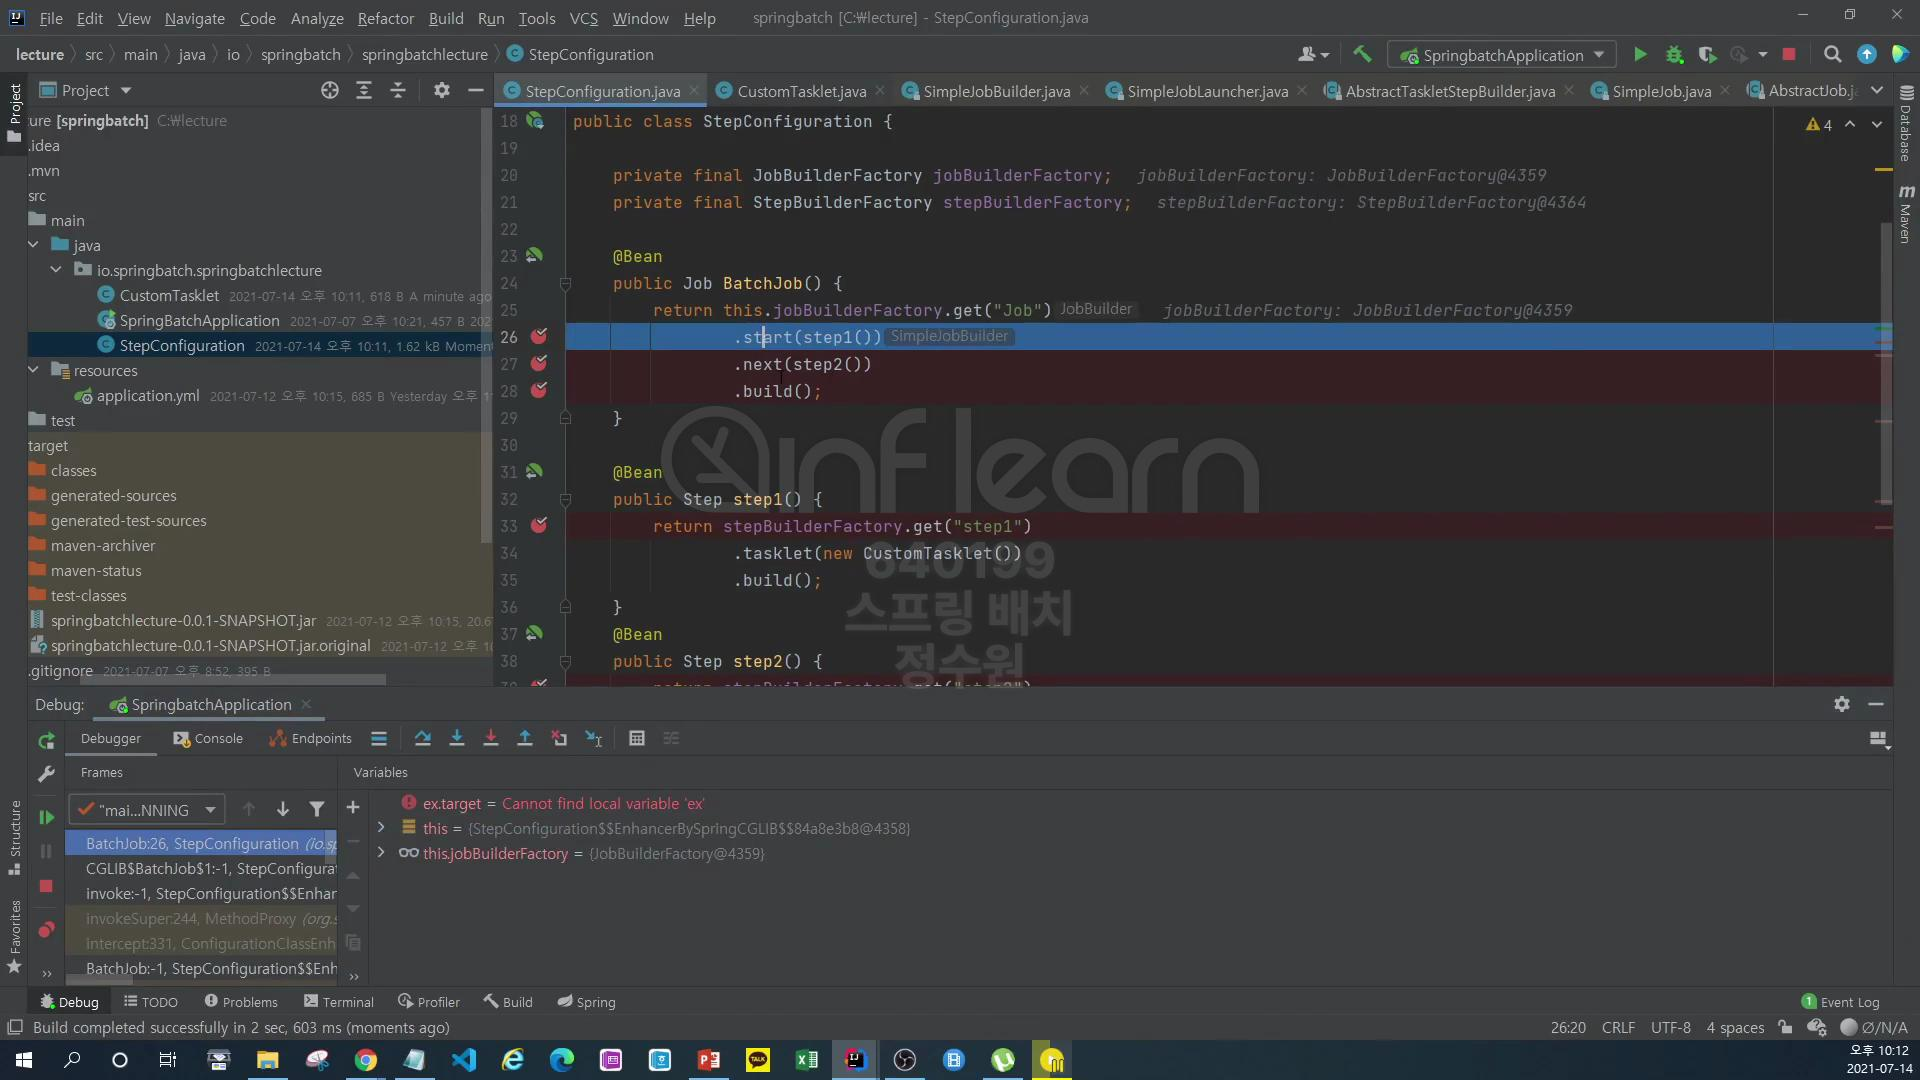 File Edit View Navigate Code Analyze Refactor Build Run Tools VCS Window Help springbatch [C:₩lecture] - StepConfiguration.java
lecture src main java io springbatch springbatchlecture StepConfiguration SpringbatchApplication
Project
StepConfiguration.java CustomTasklet.java SimpleJobBuilder.java SimpleJobLauncher.java AbstractTaskletStepBuilder.java SimpleJob.java AbstractJob.j
Project
ture [springbatch] C:₩lecture
.idea
.mvn
src
main
java
io.springbatch.springbatchlecture
CustomTasklet 2021-07-14 오후 10:11, 618 B A minute ago
SpringBatchApplication 2021-07-14 오후 10:21, 457 B 202
StepConfiguration 2021-07-14 오후 10:11, 1.62 kB Momen
resources
application.yml 2021-07-12 오후 10:15, 685 B Yesterday 오후 1
test
target
classes
generated-sources
generated-test-sources
maven-archiver
maven-status
test-classes
springbatchlecture-0.0.1-SNAPSHOT.jar 2021-07-12 오후 10:15, 20.6
springbatchlecture-0.0.1-SNAPSHOT.jar.original 2021-07-12 오후 1
.gitignore 2021-07-07 오후 8:52, 395 B
4
18 public class StepConfiguration {
19
20 private final JobBuilderFactory jobBuilderFactory; jobBuilderFactory: JobBuilderFactory@4359
21 private final StepBuilderFactory stepBuilderFactory; stepBuilderFactory: StepBuilderFactory@4364
22
23 @Bean
24 public Job BatchJob() {
25 return this.jobBuilderFactory.get("Job") JobBuilder jobBuilderFactory: JobBuilderFactory@4359
26 .start(step1()) SimpleJobBuilder
27 .next(step2())
28 .build();
29 }
30
31 @Bean
32 public Step step1() {
33 return stepBuilderFactory.get("step1")
34 .tasklet(new CustomTasklet())
35 .build();
36 }
37 @Bean
38 public Step step2() {
39 return stepBuilderFactory.get("step2")
inflearn
640199
스프링 배치
정수원
Database
Maven
Structure
Favorites
Debug: SpringbatchApplication
Debugger Console Endpoints
Frames Variables
"mai...NNING
BatchJob:26, StepConfiguration (io.sp
CGLIB$BatchJob$1:-1, StepConfigurat
invoke:-1, StepConfiguration$$Enhar
invokeSuper:244, MethodProxy (org.s
intercept:331, ConfigurationClassEnh
BatchJob:-1, StepConfiguration$$Enh
ex.target = Cannot find local variable 'ex'
this = {StepConfiguration$$EnhancerBySpringCGLIB$$84a8e3b8@4358}
this.jobBuilderFactory = {JobBuilderFactory@4359}
Debug TODO Problems Terminal Profiler Build Spring 1 Event Log
Build completed successfully in 2 sec, 603 ms (moments ago) 26:20 CRLF UTF-8 4 spaces Ø/N/A
TALK
오후 10:12
2021-07-14